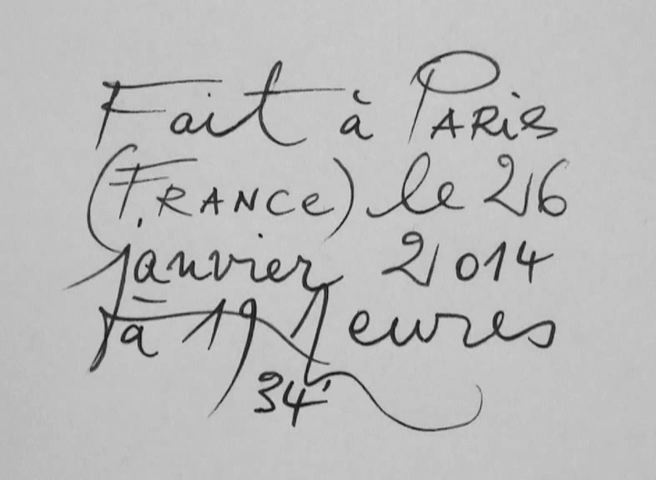 Fait à PARIS
(FRANCE) le 26
janvier 2014
à 19 heures
34'